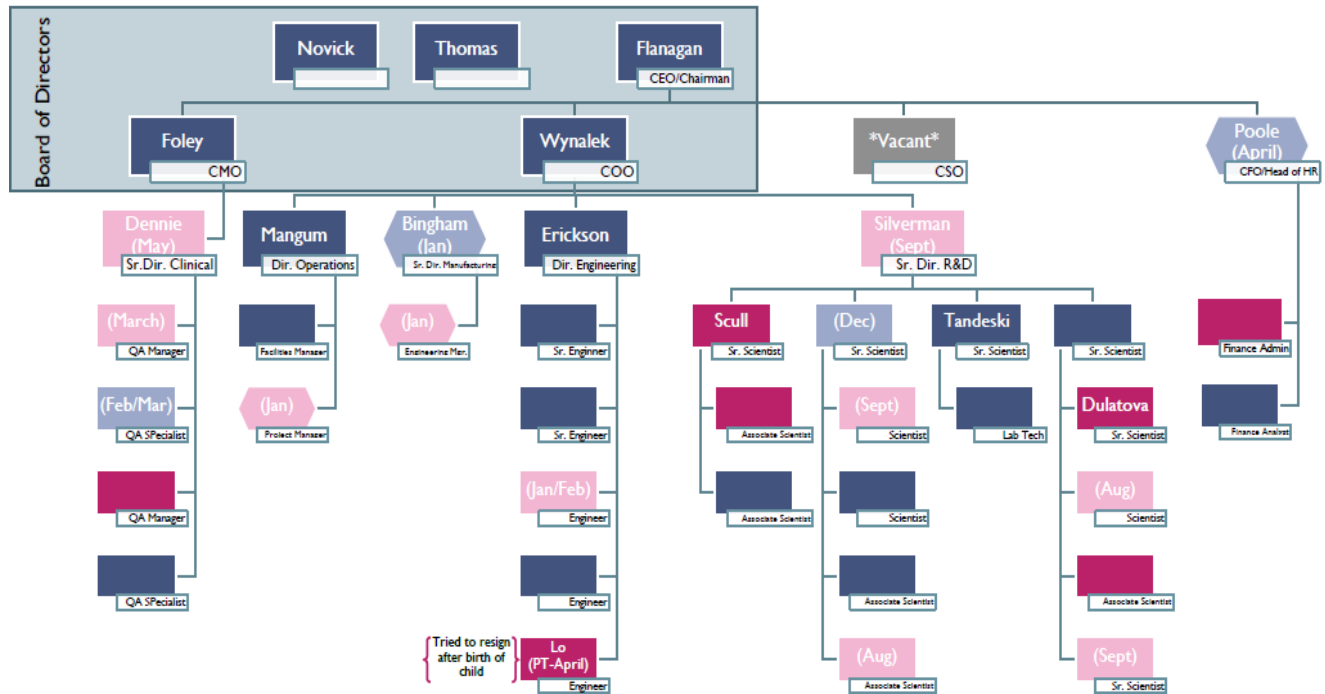 Board of Directors
Novick
Thomas
Flanagan
CEO/Chairman
Foley
CMO
Wynalek
COO
*Vacant*
CSO
Poole
(April)
CFO/Head of HR
Dennie
(May)
Sr.Dir. Clinical
Mangum
Dir. Operations
Bingham
(Jan)
Sr. Dir. Manufacturing
Erickson
Dir. Engineering
Silverman
(Sept)
Sr. Dir. R&D
(March)
QA Manager
Facilities Manager
(Jan)
Engineering Mgr.
Sr. Enginner
Scull
Sr. Scientist
(Dec)
Sr. Scientist
Tandeski
Sr. Scientist
Sr. Scientist
Finance Admin
(Feb/Mar)
QA SPecialist
(Jan)
Project Manager
Sr. Engineer
Associate Scientist
(Sept)
Scientist
Lab Tech
Dulatova
Sr. Scientist
Finance Analyst
QA Manager
(Jan/Feb)
Engineer
Associate Scientist
Scientist
(Aug)
Scientist
QA SPecialist
Engineer
Associate Scientist
Associate Scientist
Tried to resign
after birth of
child
Lo
(PT-April)
Engineer
(Aug)
Associate Scientist
(Sept)
Sr. Scientist